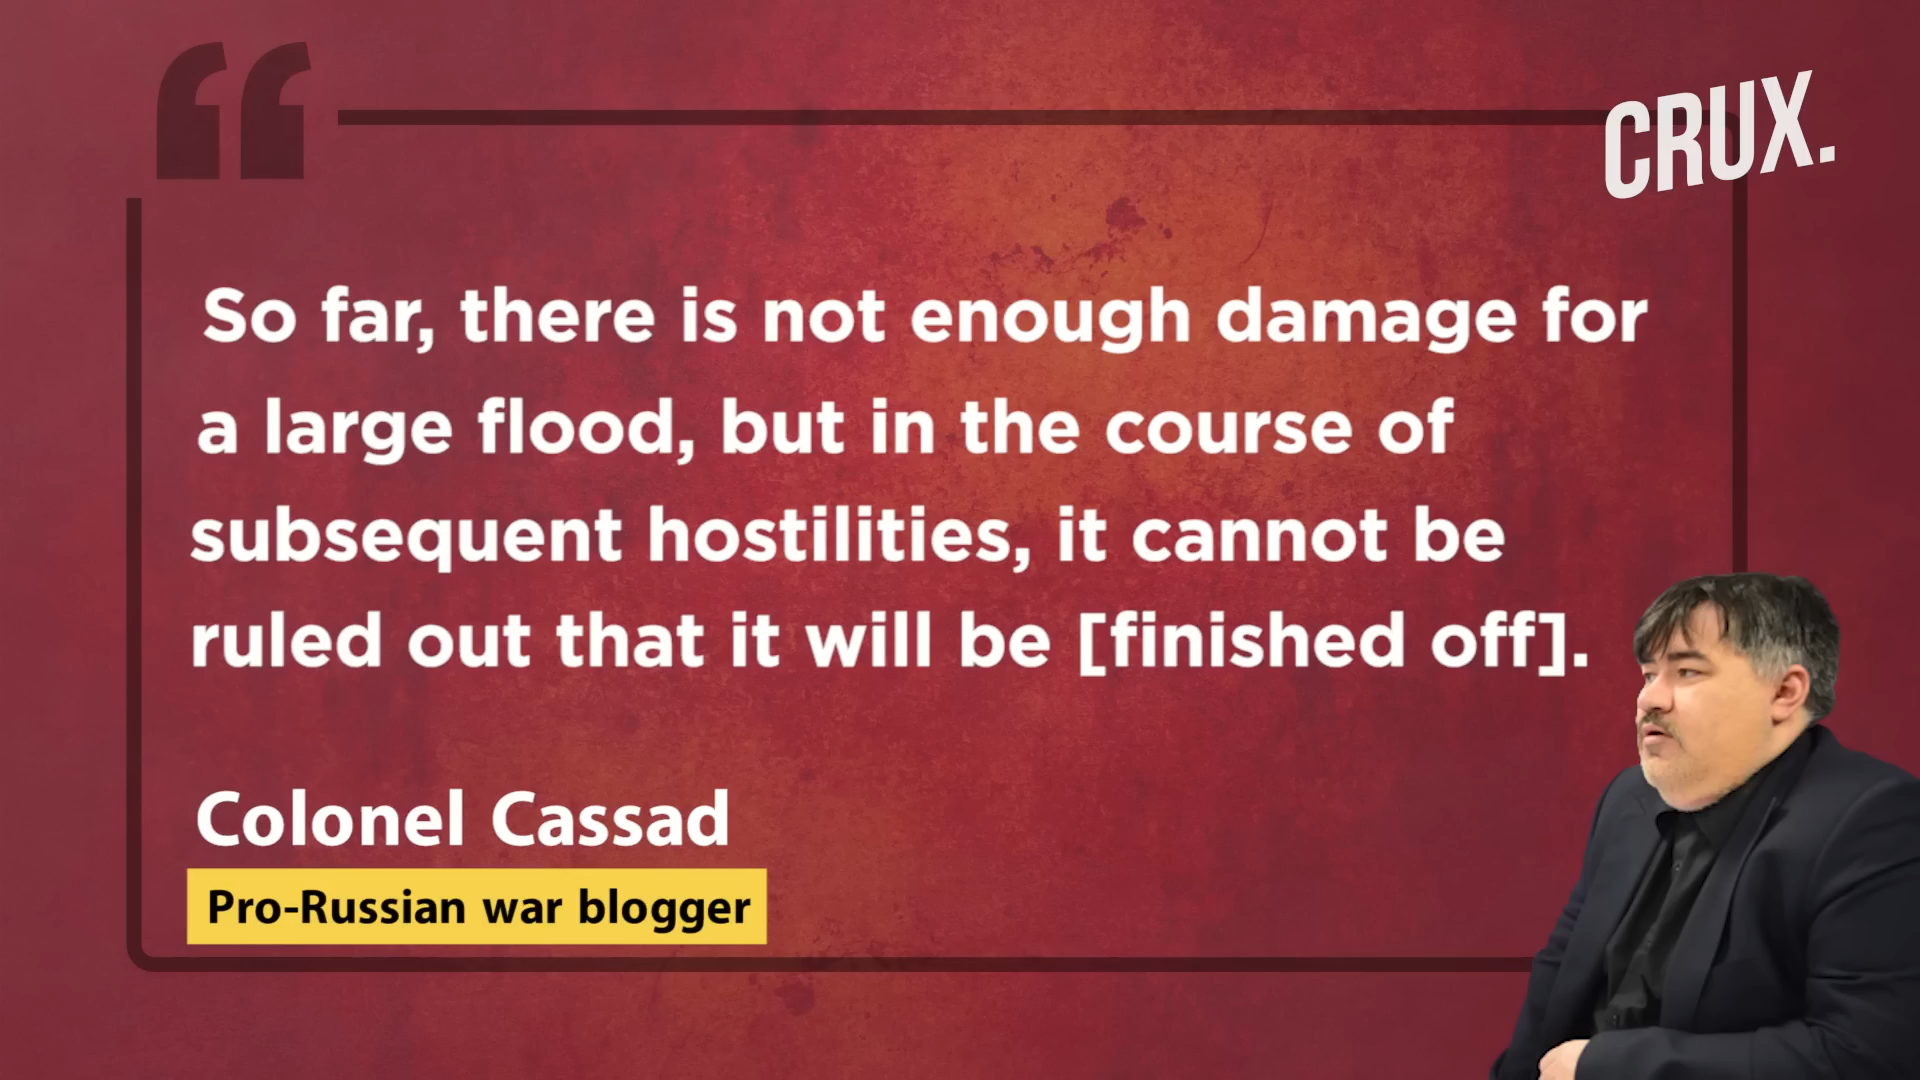 CRUX.
So far, there is not enough damage for
a large flood, but in the course of
subsequent hostilities, it cannot be
ruled out that it will be [finished off].
Colonel Cassad
Pro-Russian war blogger